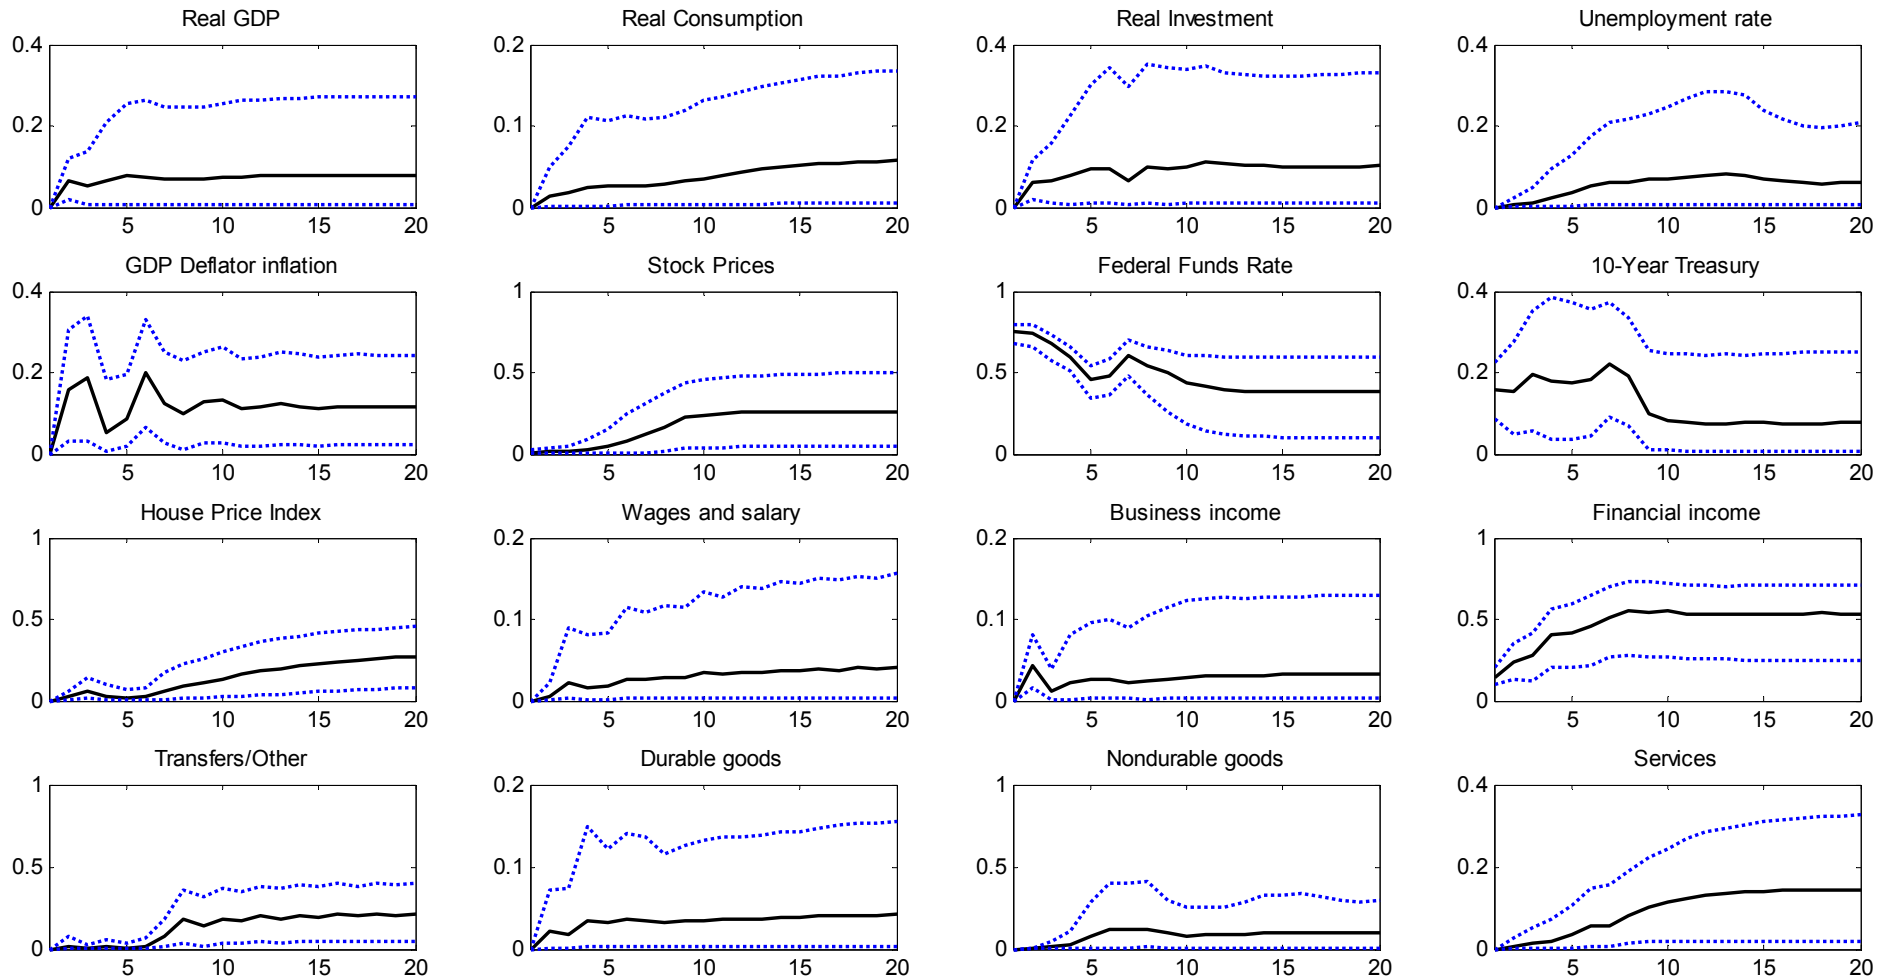 Real GDP
0.4
0.2
0
5 10 15 20
Real Consumption
0.2
0.1
0
5 10 15 20
Real Investment
0.4
0.2
0
5 10 15 20
Unemployment rate
0.4
0.2
0
5 10 15 20
GDP Deflator inflation
0.4
0.2
0
5 10 15 20
Stock Prices
1
0.5
0
5 10 15 20
Federal Funds Rate
1
0.5
0
5 10 15 20
10-Year Treasury
0.4
0.2
0
5 10 15 20
House Price Index
1
0.5
0
5 10 15 20
Wages and salary
0.2
0.1
0
5 10 15 20
Business income
0.2
0.1
0
5 10 15 20
Financial income
1
0.5
0
5 10 15 20
Transfers/Other
1
0.5
0
5 10 15 20
Durable goods
0.2
0.1
0
5 10 15 20
Nondurable goods
1
0.5
0
5 10 15 20
Services
0.4
0.2
0
5 10 15 20